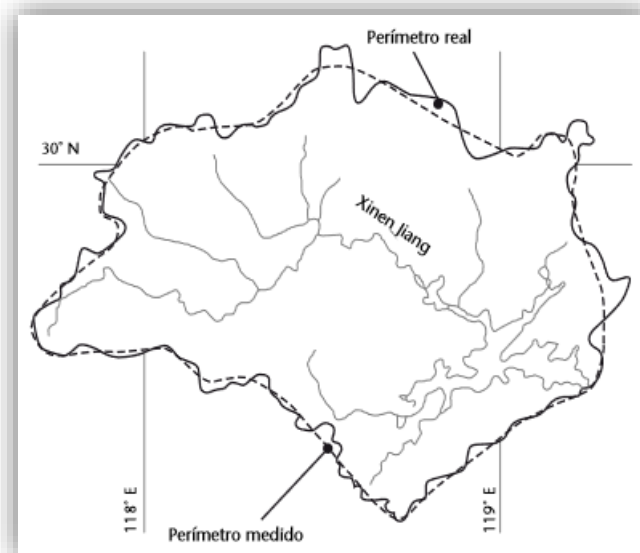 Perímetro real
30° N
Xinen Jiang
118° E
119° E
Perímetro medido